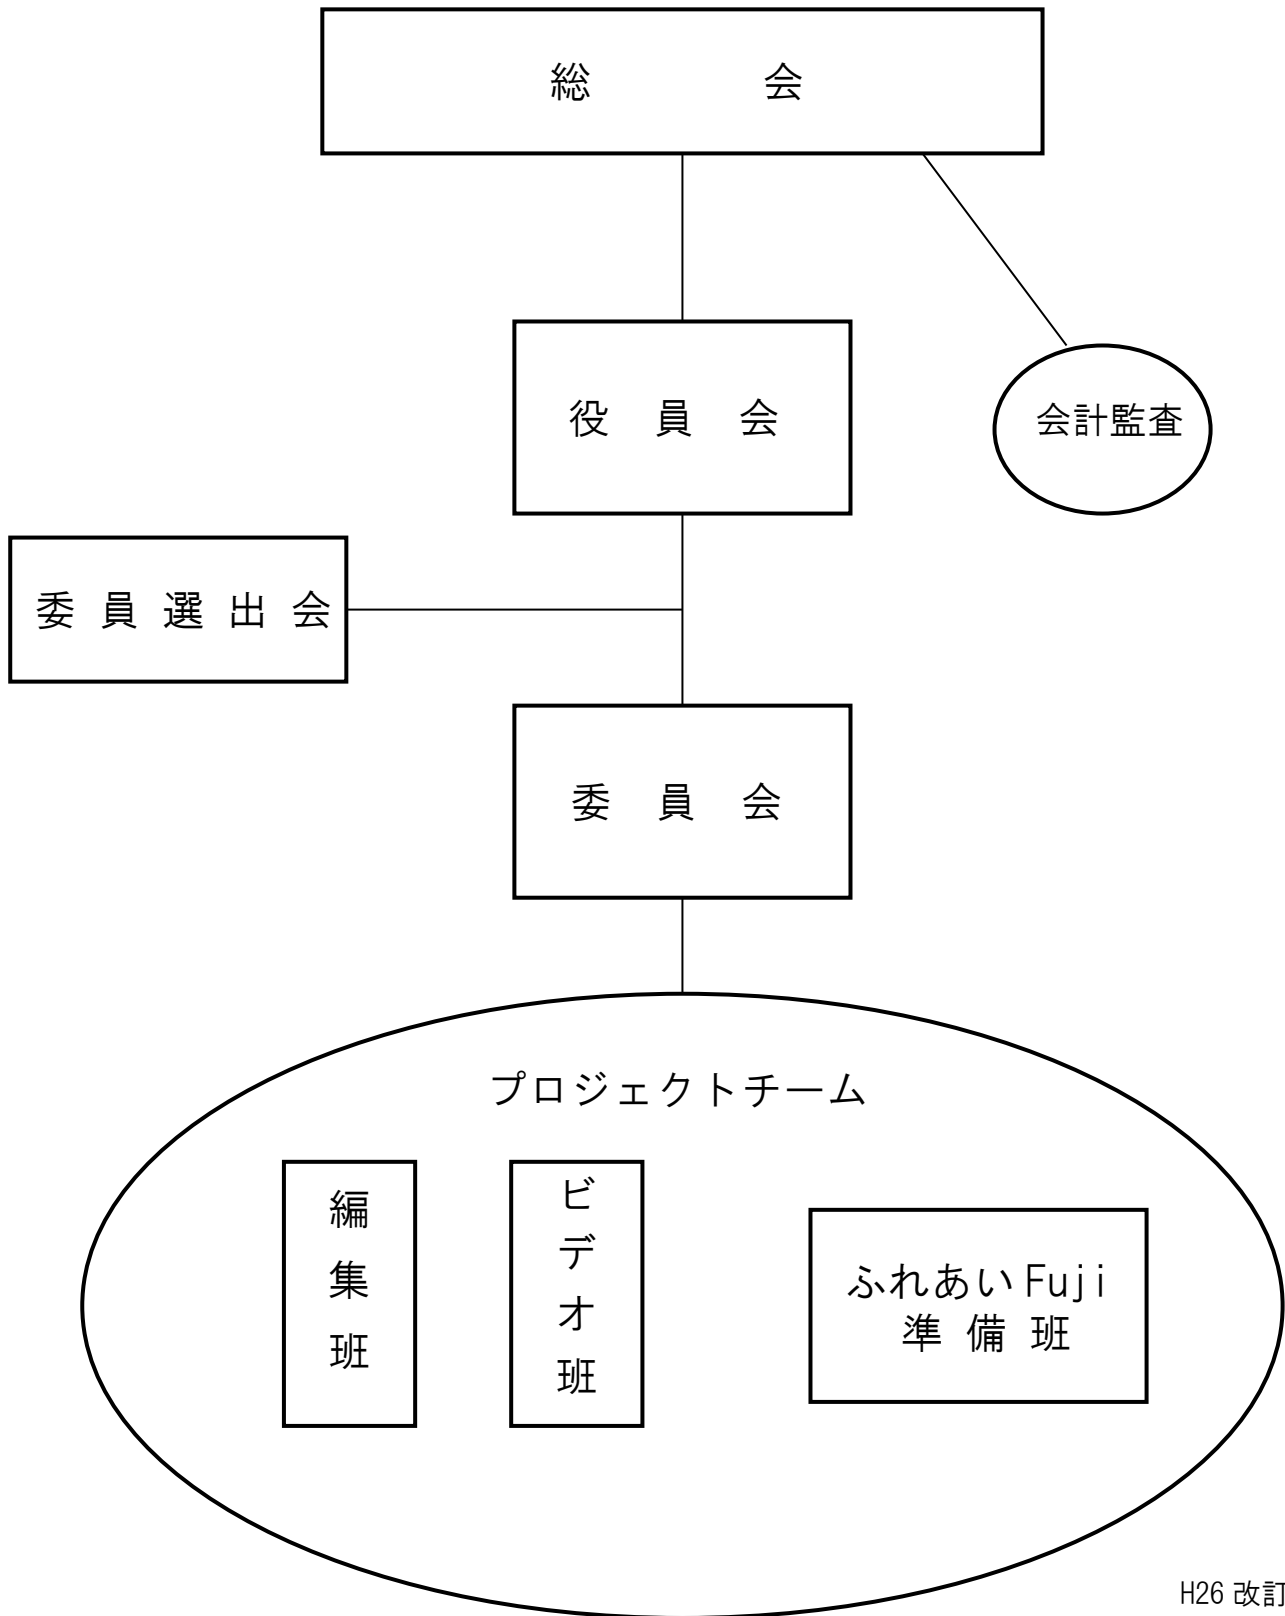 総会
役員会
会計監査
委員選出会
委員会
プロジェクトチーム
編集班
ビデオ班
ふれあいFuji
準備班
H26 改訂